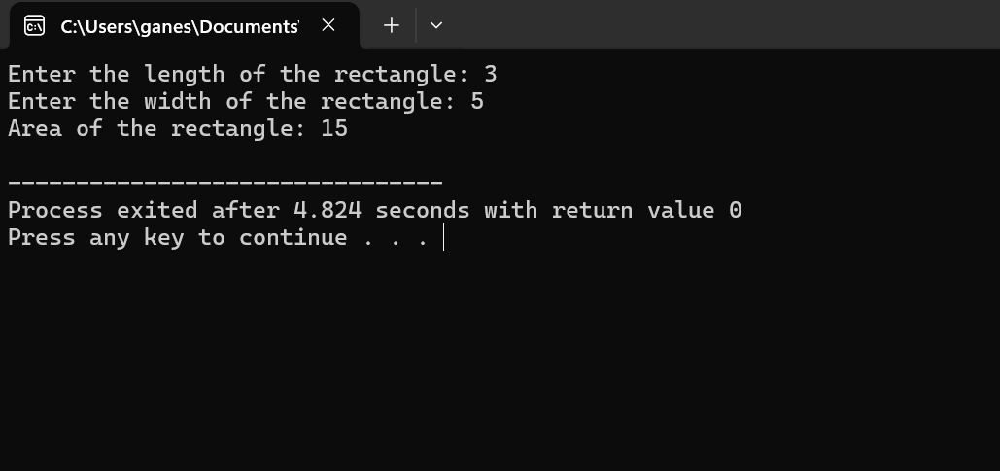 C:\Users\ganes\Documents'
Enter the length of the rectangle: 3
Enter the width of the rectangle: 5
Area of the rectangle: 15
--------------------------------
Process exited after 4.824 seconds with return value 0
Press any key to continue . . .